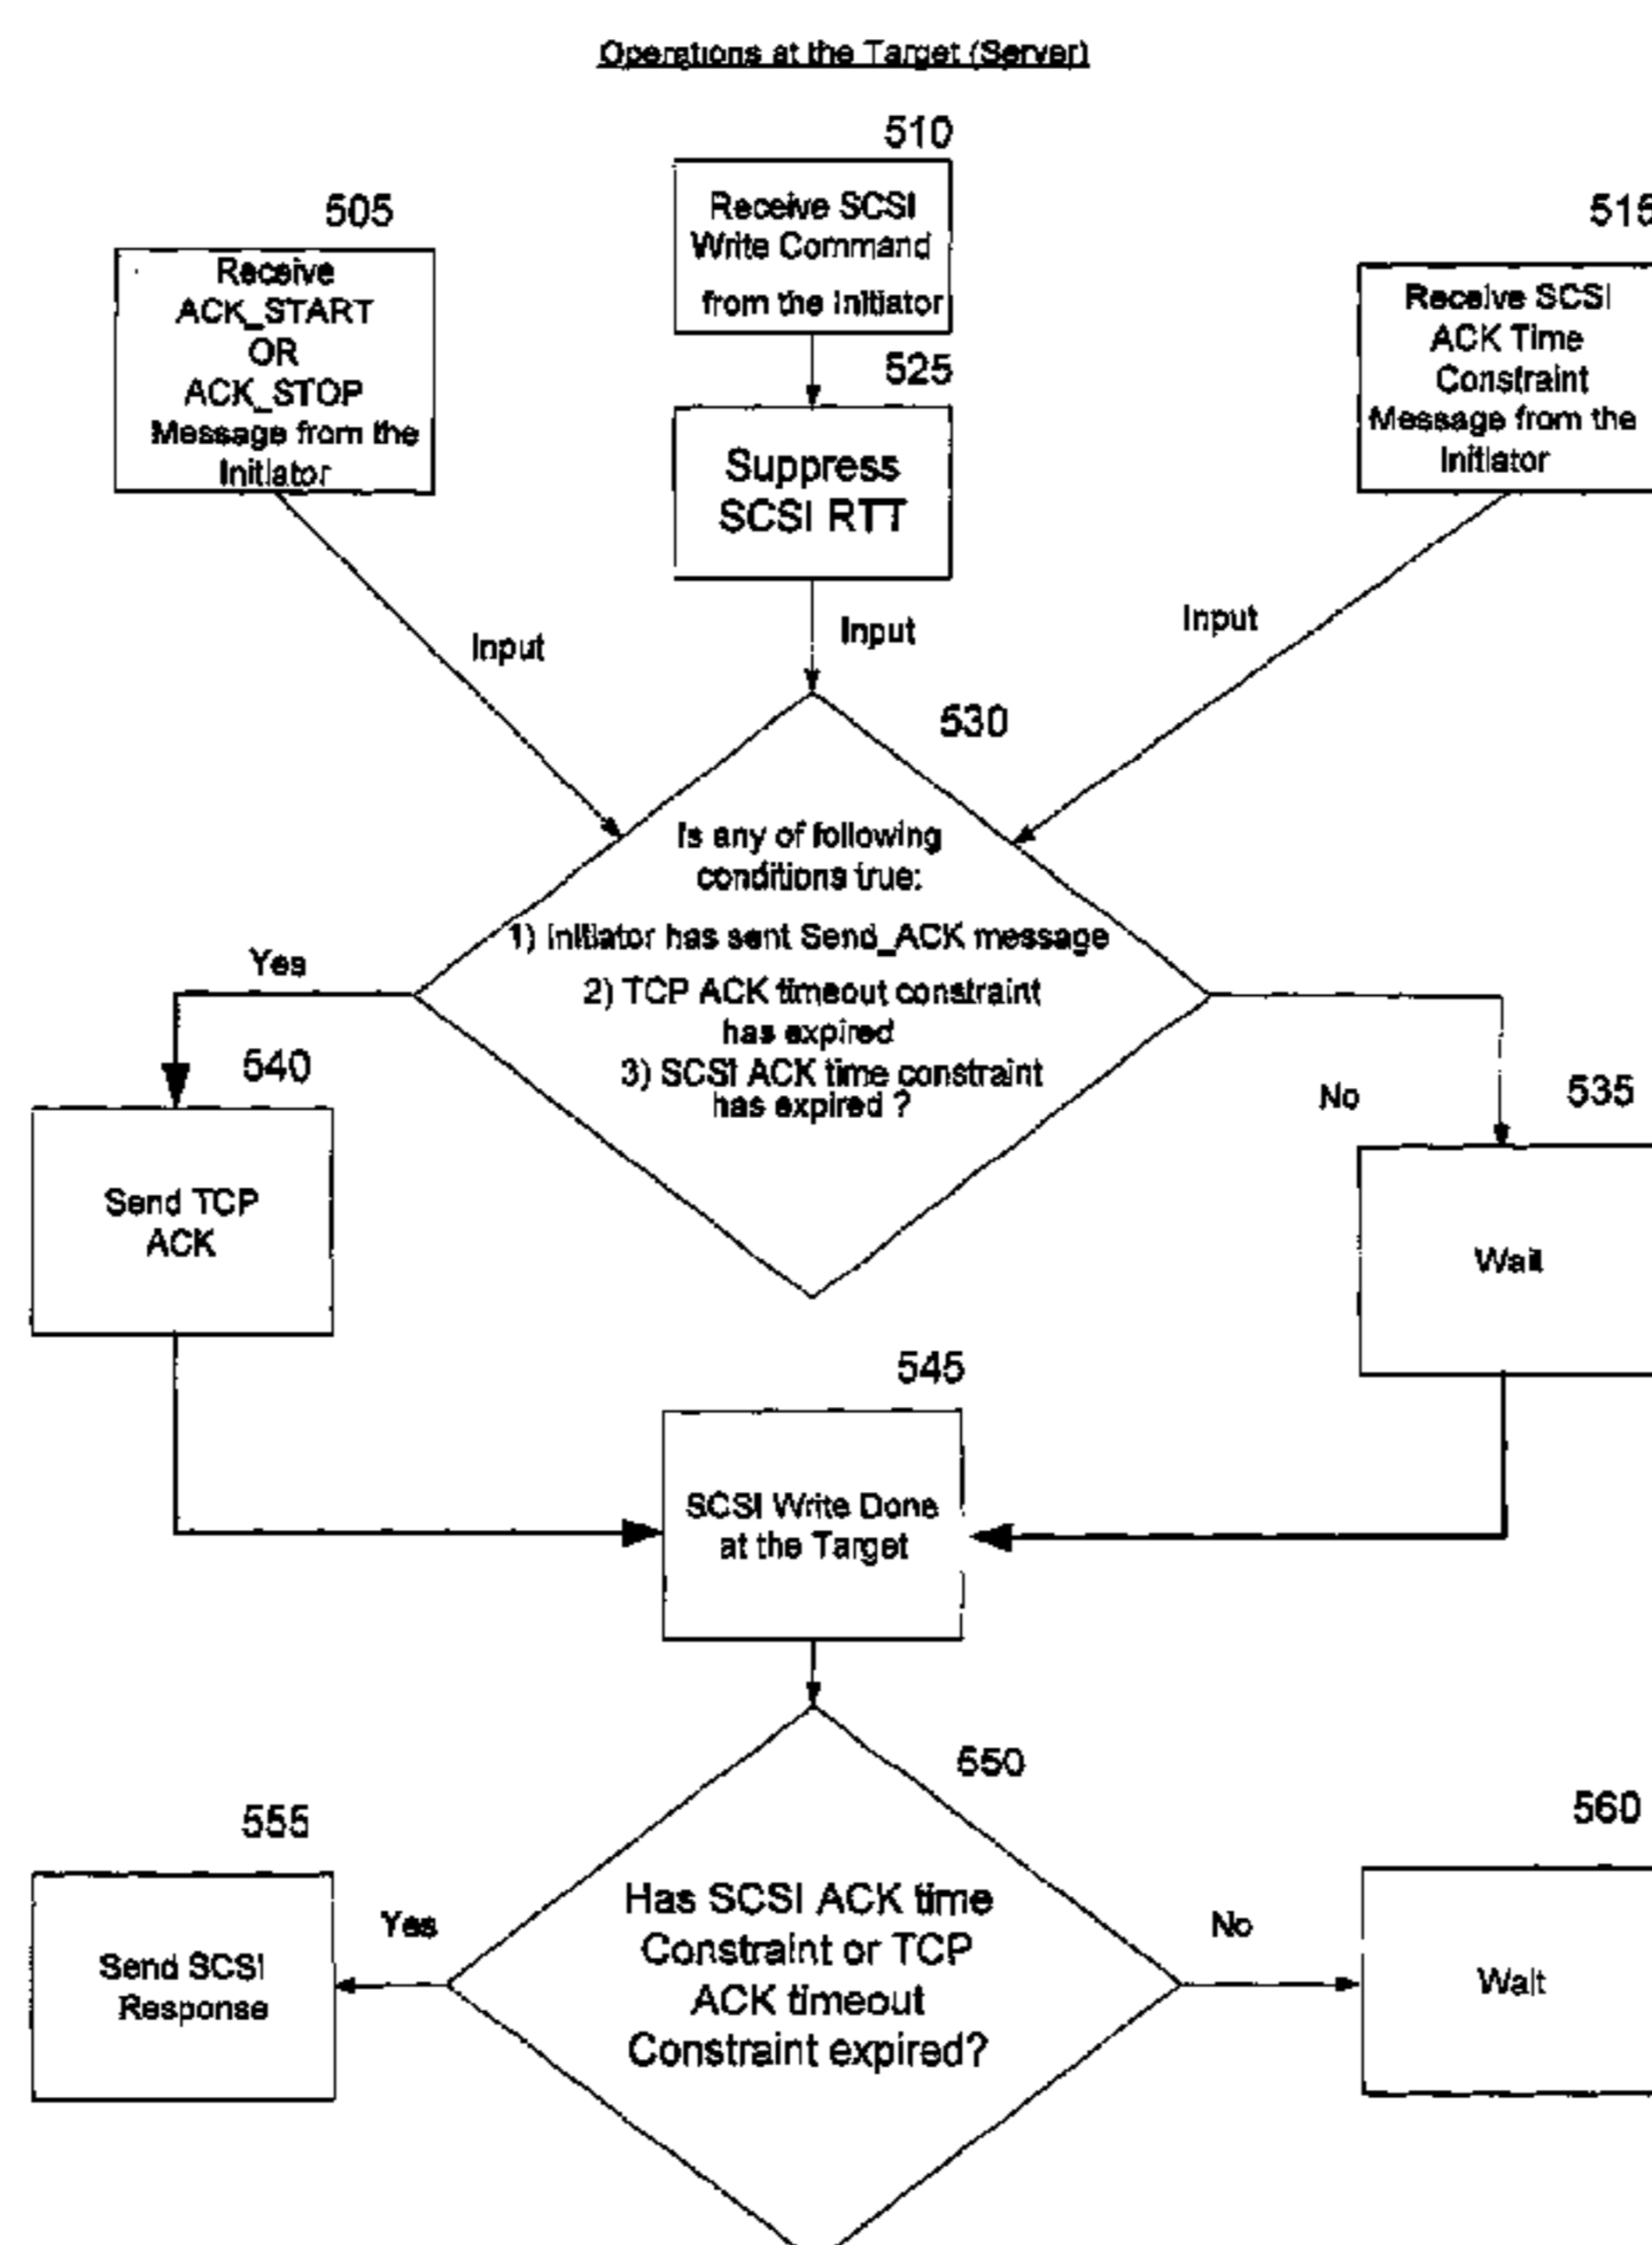 Operations at the Target (Server)
510
505
515
Receive SCSI
Write Command
from the Initiator
Receive
ACK_START
OR
ACK_STOP
Message from the
Initiator
Receive SCSI
ACK Time
Constraint
Message from the
Initiator
525
Suppress
SCSI RTT
Input
Input
Input
530
Is any of following
conditions true:
1) Initiator has sent Send_ACK message
2) TCP ACK timeout constraint
has expired
3) SCSI ACK time constraint
has expired ?
Yes
No
540
535
Send TCP
ACK
Wait
545
SCSI Write Done
at the Target
550
555
560
Has SCSI ACK time
Constraint or TCP
ACK timeout
Constraint expired?
Yes
No
Send SCSI
Response
Wait